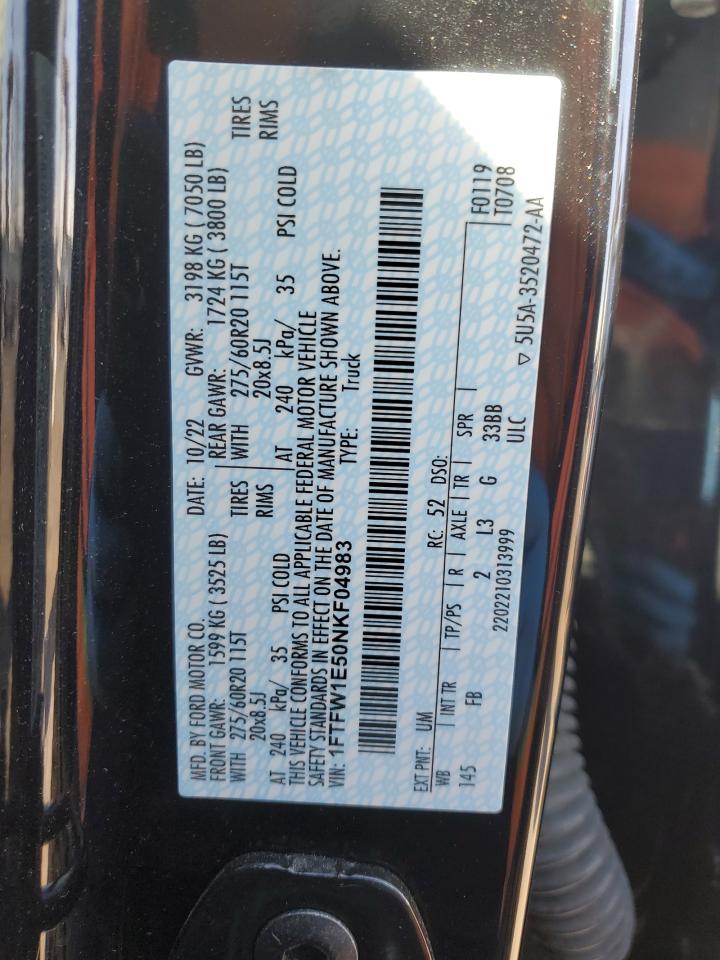 MFD. BY FORD MOTOR CO. DATE: 10/22 GVWR: 3198 KG ( 7050 LB)
FRONT GAWR: 1599 KG ( 3525 LB) REAR GAWR: 1724 KG ( 3800 LB)
WITH 275/60R20 115T TIRES WITH 275/60R20 115T TIRES
20x8.5J RIMS 20x8.5J RIMS
AT 240 kPa/ 35 PSI COLD AT 240 kPa/ 35 PSI COLD
THIS VEHICLE CONFORMS TO ALL APPLICABLE FEDERAL MOTOR VEHICLE
SAFETY STANDARDS IN EFFECT ON THE DATE OF MANUFACTURE SHOWN ABOVE.
VIN: 1FTFW1E50NKF04983 TYPE: Truck
EXT PNT: UM RC: 52 DSO: F0119
WB INT TR TP/PS R AXLE TR SPR T0708
145 FB 2 L3 G 33BB
2202210313999 ULC ▽ 5U5A-3520472-AA